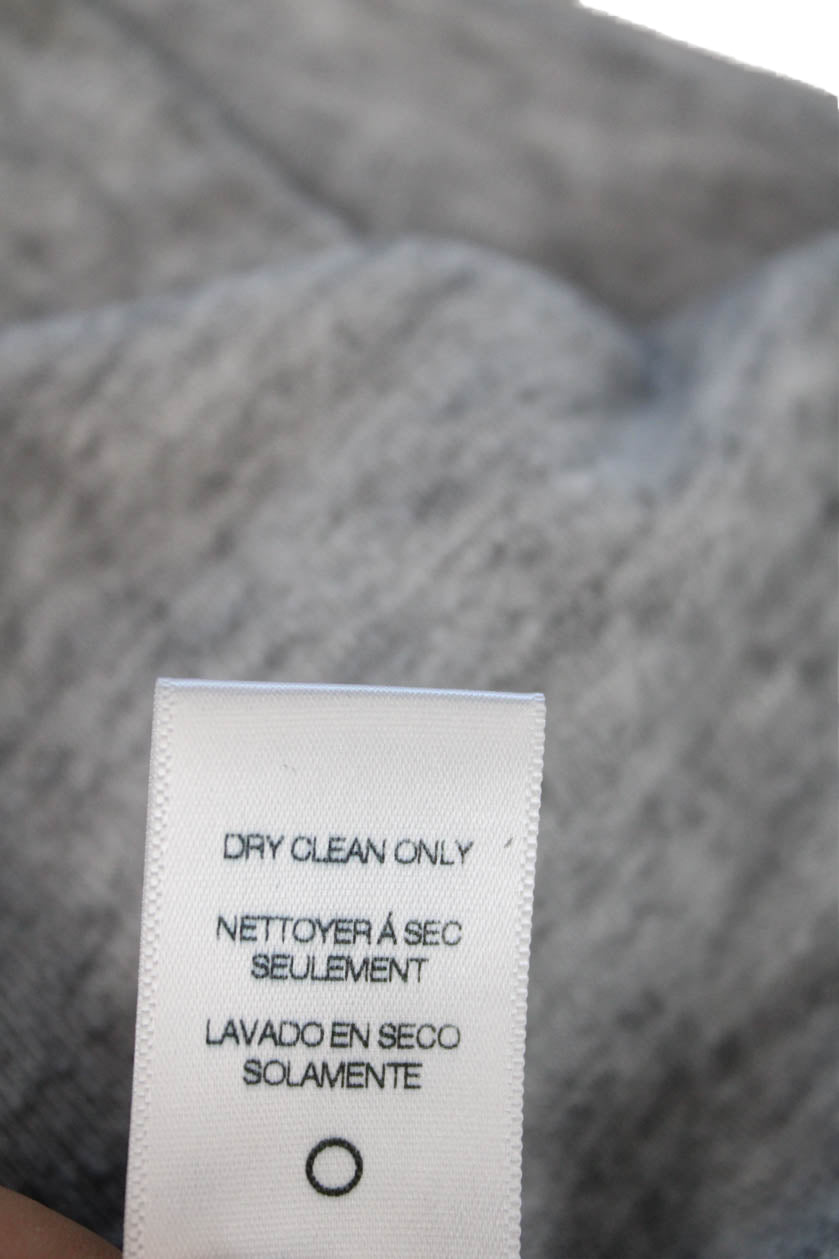 DRY CLEAN ONLY
NETTOYER Á SEC
SEULEMENT
LAVADO EN SECO
SOLAMENTE